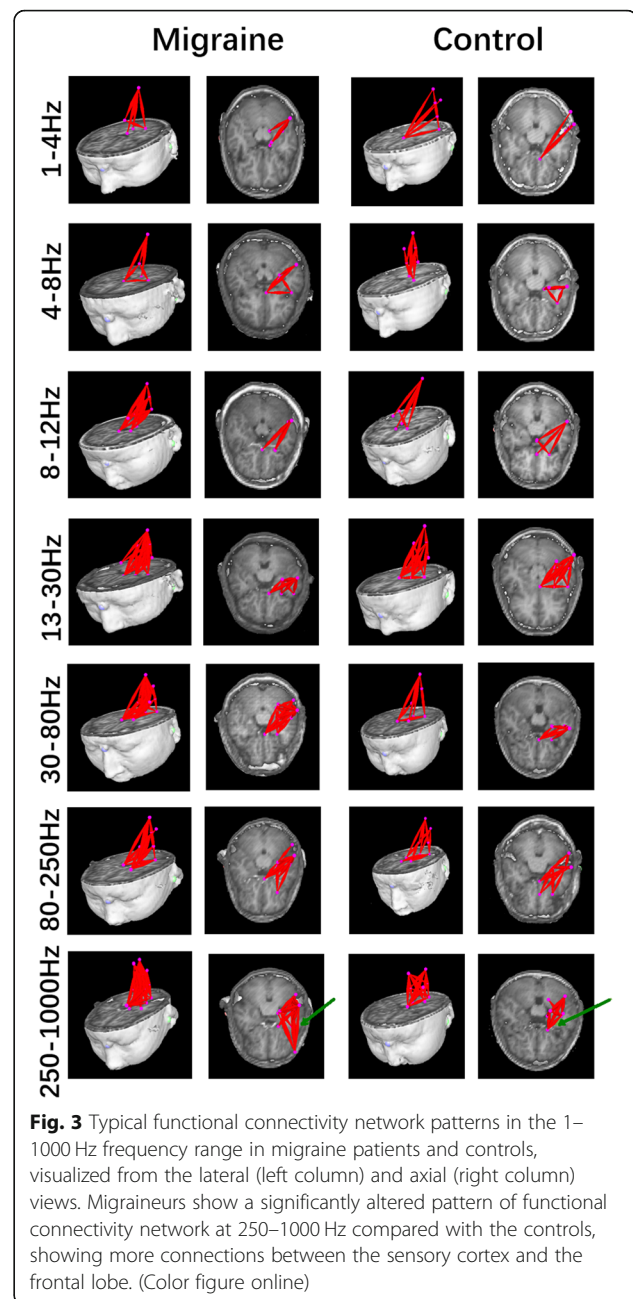 Migraine Control
1-4Hz
4-8Hz
8-12Hz
13-30Hz
30-80Hz
80-250Hz
250-1000Hz
Fig. 3 Typical functional connectivity network patterns in the 1–
1000 Hz frequency range in migraine patients and controls,
visualized from the lateral (left column) and axial (right column)
views. Migraineurs show a significantly altered pattern of functional
connectivity network at 250–1000 Hz compared with the controls,
showing more connections between the sensory cortex and the
frontal lobe. (Color figure online)